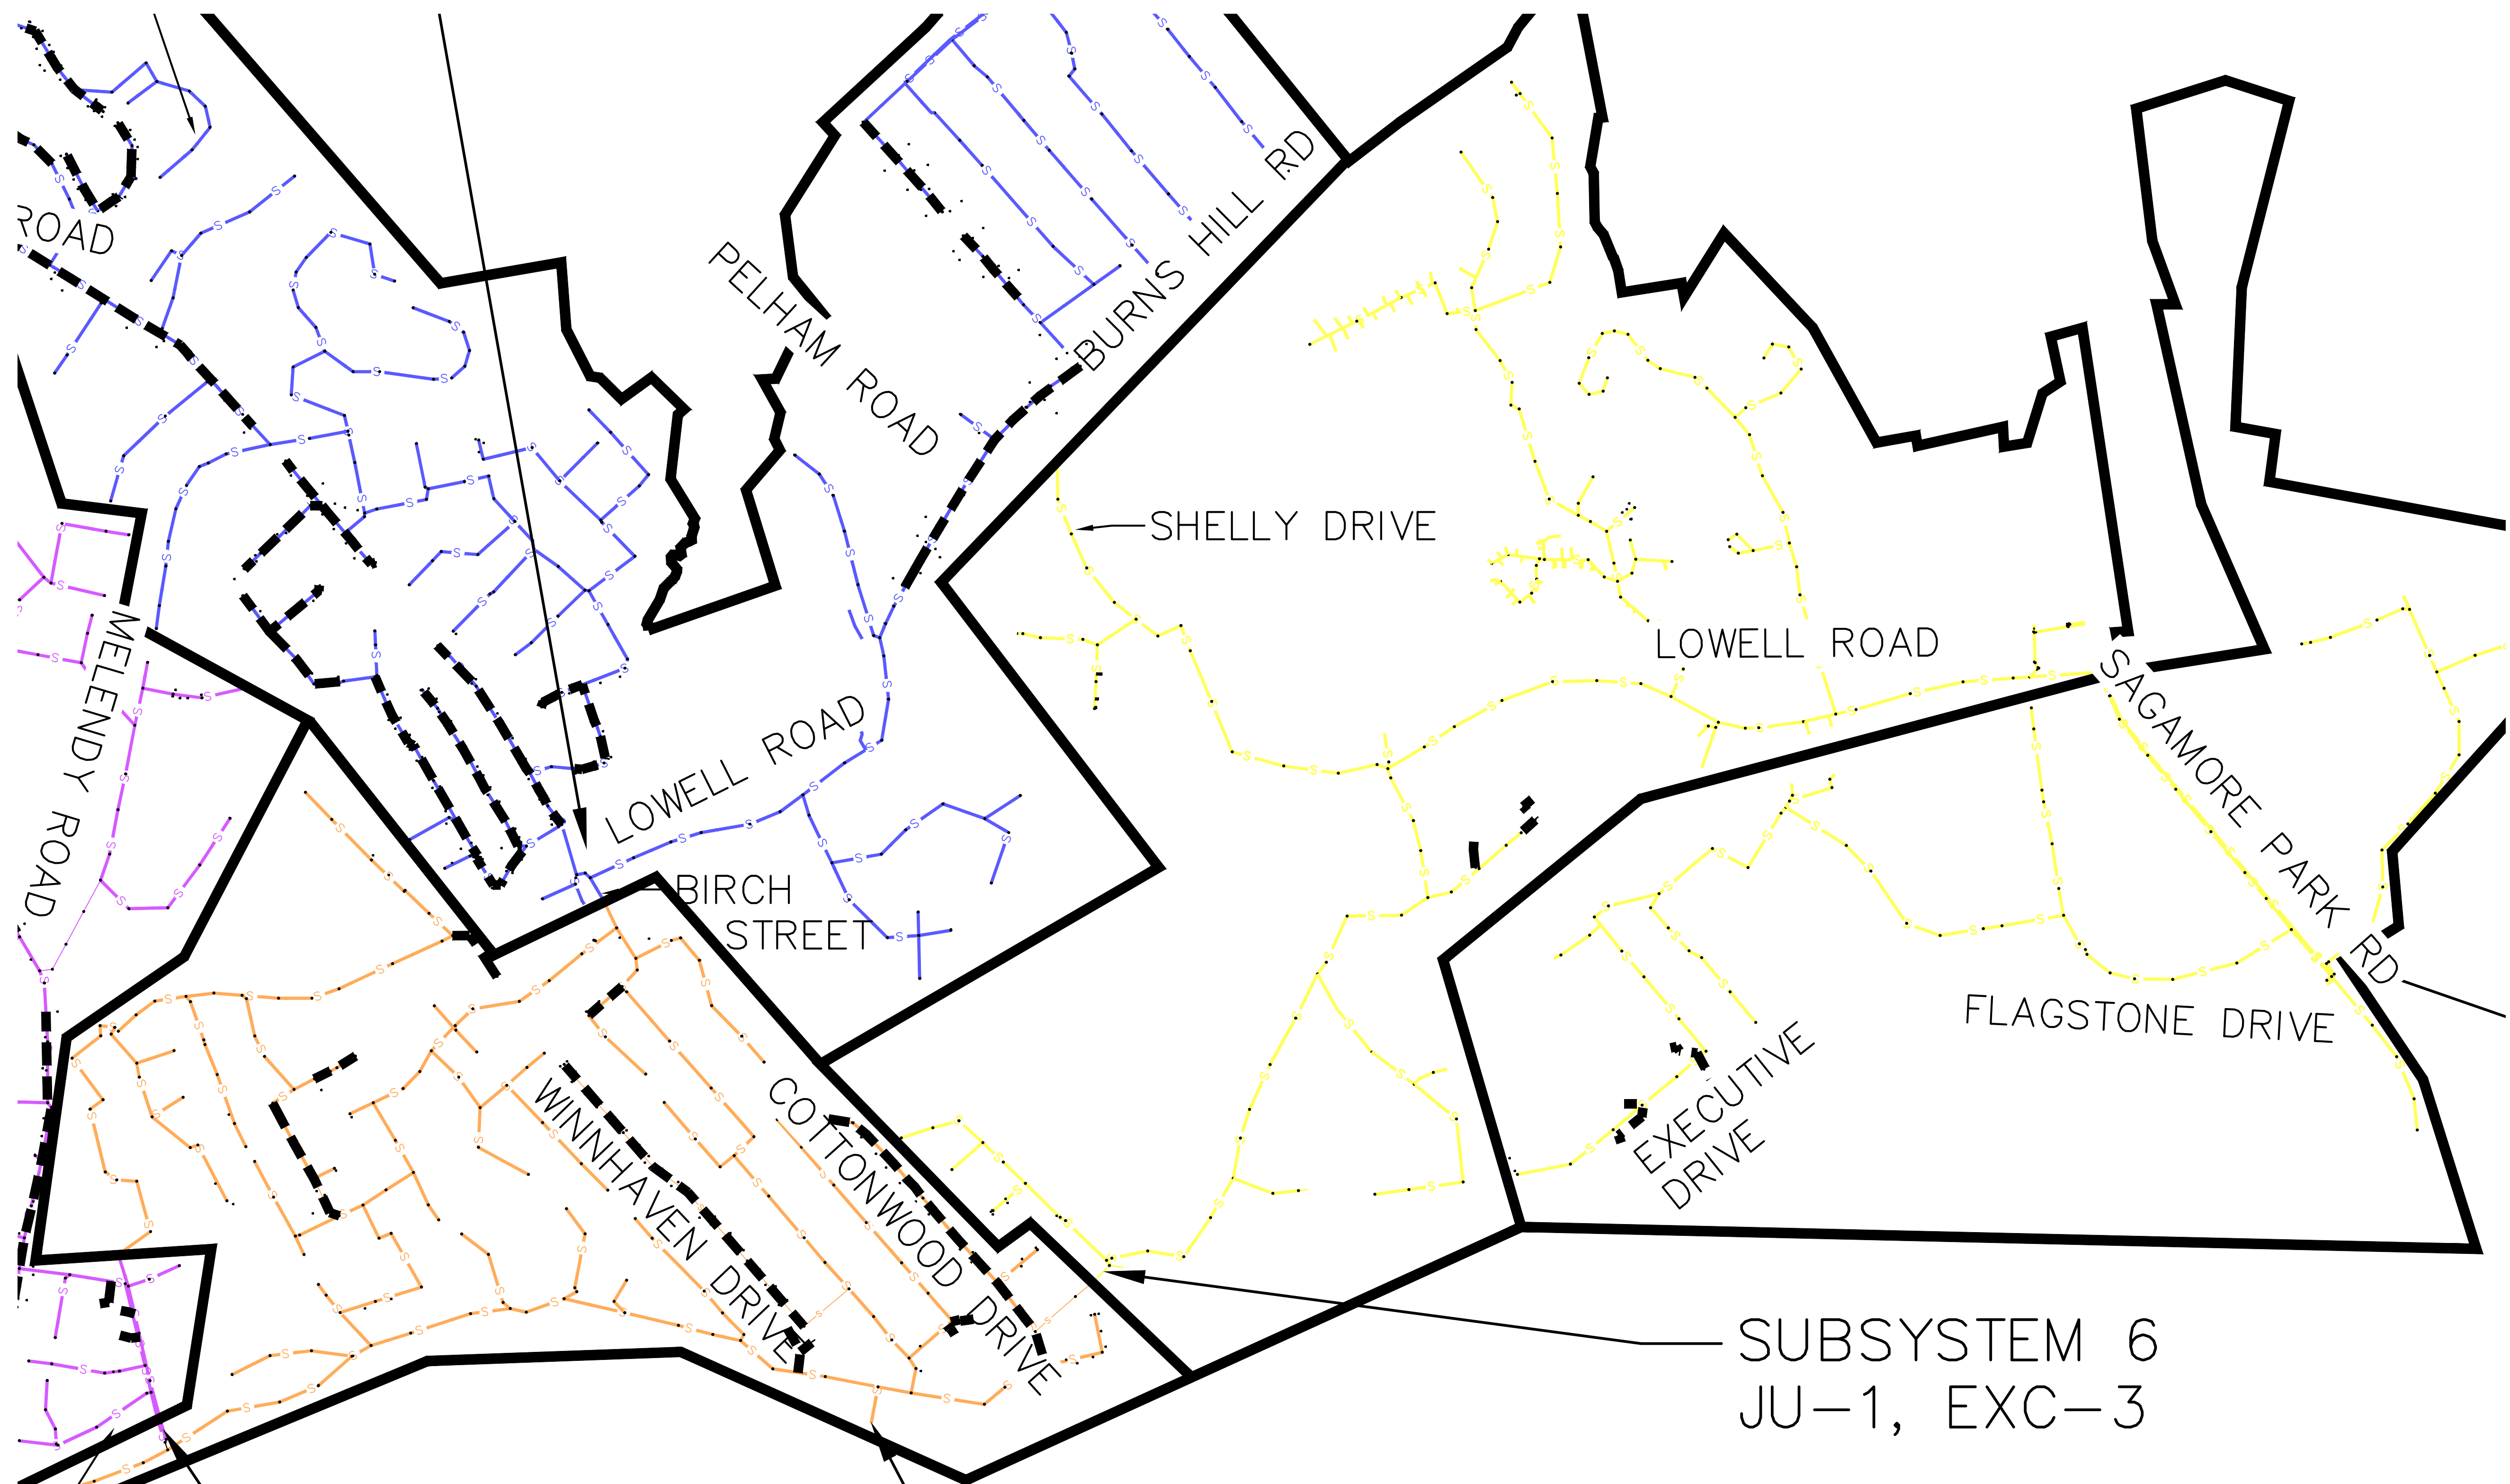 ROAD
PELHAM ROAD
BURNS HILL RD
SHELLY DRIVE
LOWELL ROAD
MELENDY ROAD
SAGAMORE PARK RD
LOWELL ROAD
BIRCH
STREET
FLAGSTONE DRIVE
EXECUTIVE
DRIVE
WINNHAVEN DRIVE
COTTONWOOD DRIVE
SUBSYSTEM 6
JU-1, EXC-3